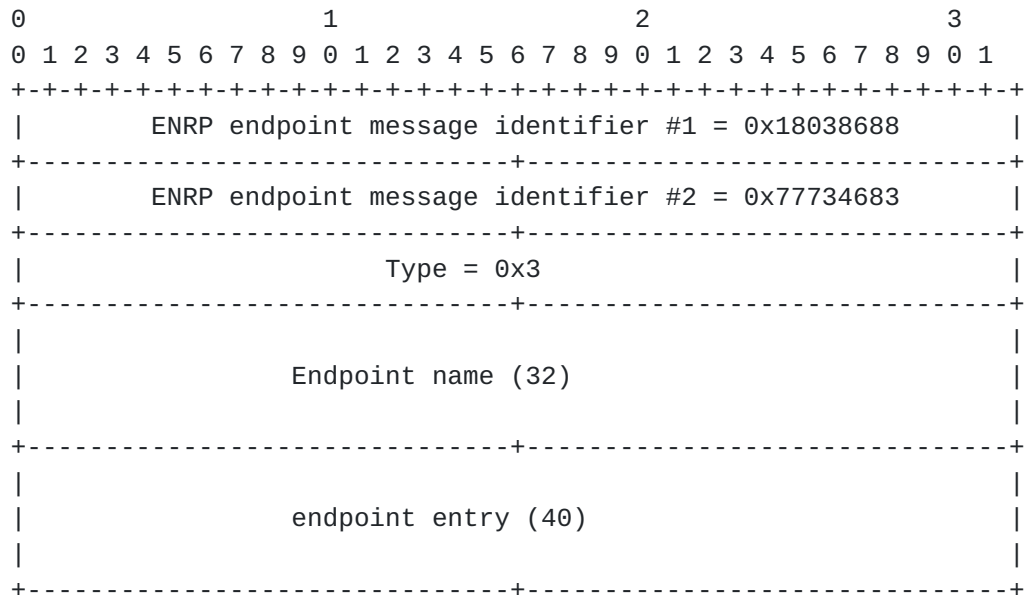 0                   1                   2                   3
0 1 2 3 4 5 6 7 8 9 0 1 2 3 4 5 6 7 8 9 0 1 2 3 4 5 6 7 8 9 0 1
+-+-+-+-+-+-+-+-+-+-+-+-+-+-+-+-+-+-+-+-+-+-+-+-+-+-+-+-+-+-+-+-+
|        ENRP endpoint message identifier #1 = 0x18038688       |
+-------------------------------+-------------------------------+
|        ENRP endpoint message identifier #2 = 0x77734683       |
+-------------------------------+-------------------------------+
|                       Type = 0x3                              |
+-------------------------------+-------------------------------+
|                                                               |
|                 Endpoint name (32)                            |
|                                                               |
+-------------------------------+-------------------------------+
|                                                               |
|                 endpoint entry (40)                           |
|                                                               |
+-------------------------------+-------------------------------+